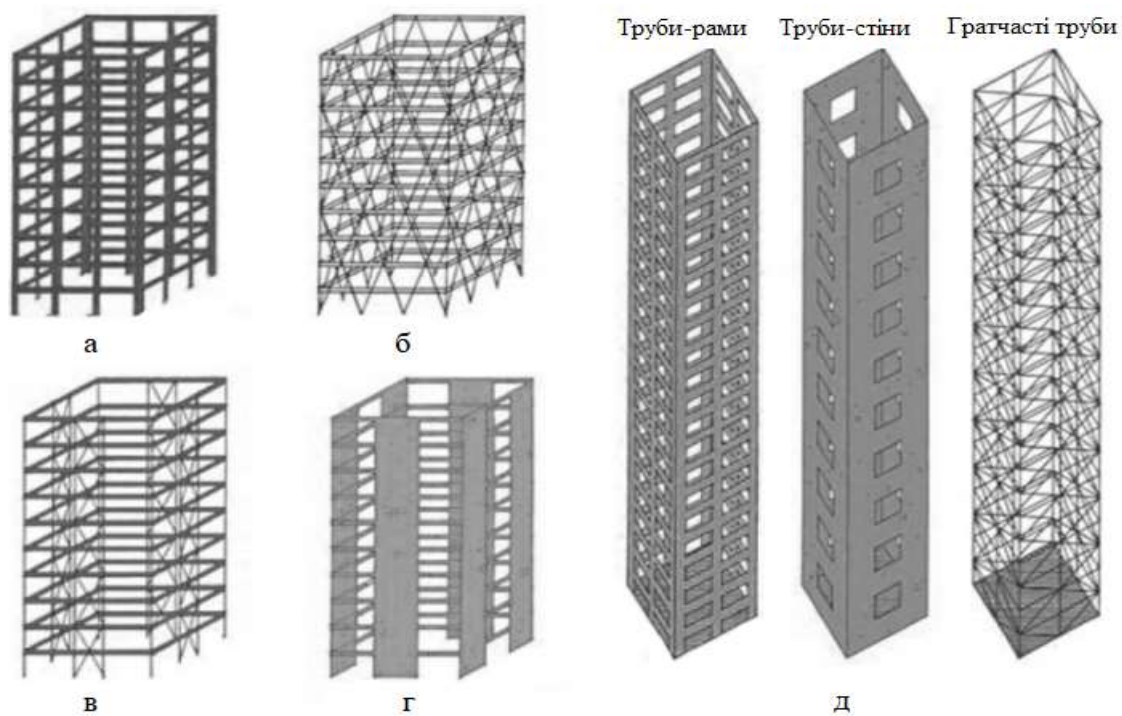 Труби-рами Труби-стіни Гратчасті труби
а
б
в
г
д